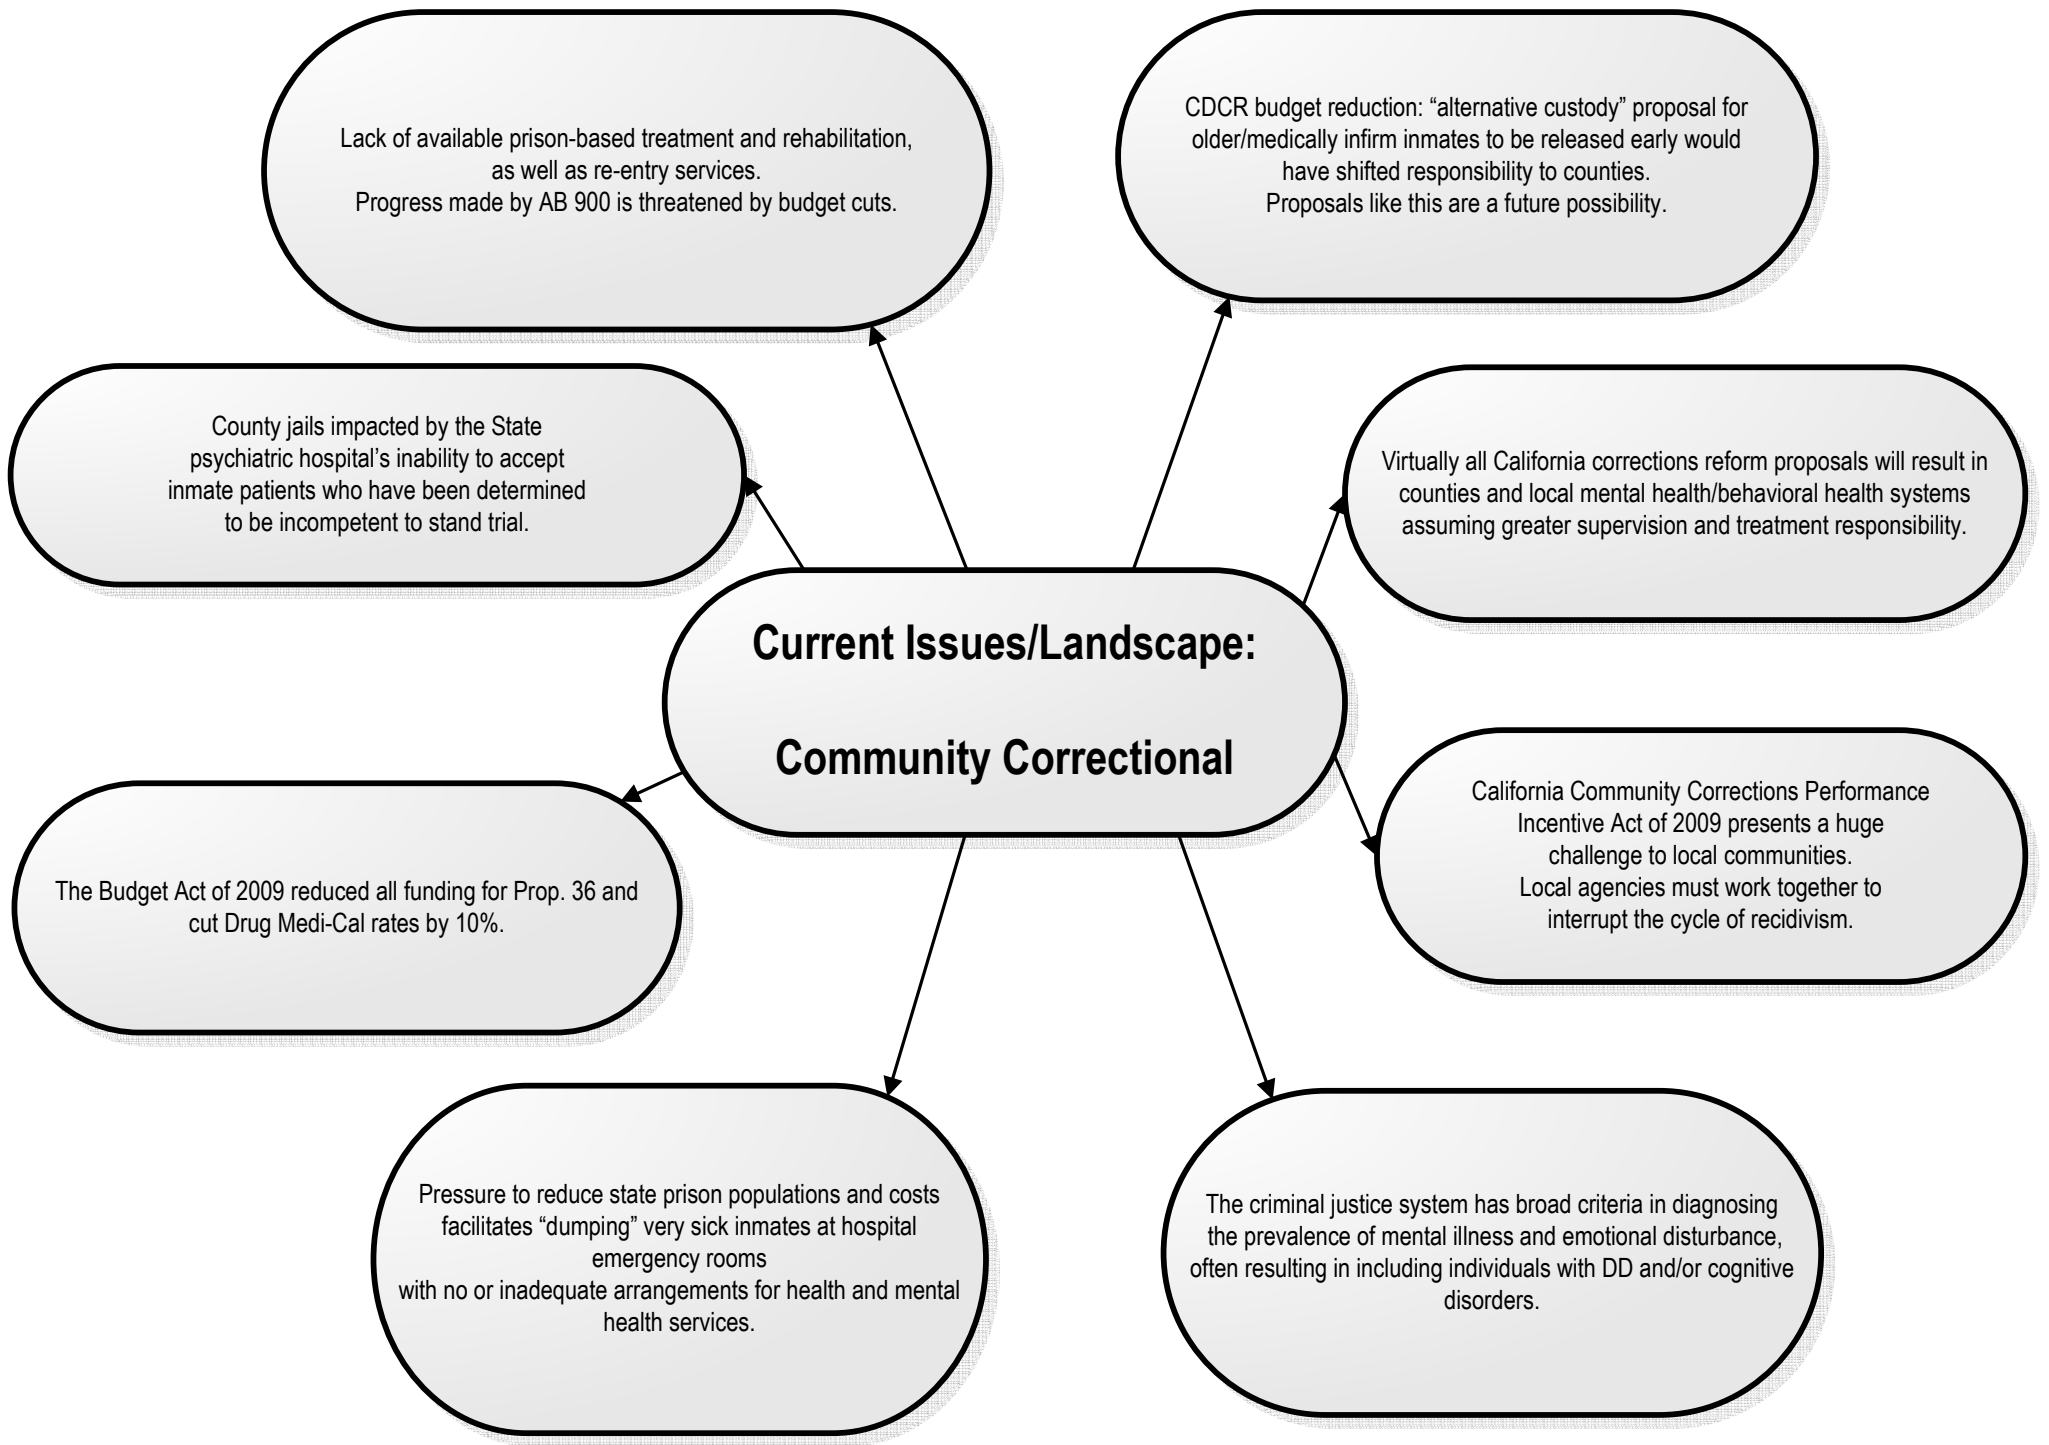 Lack of available prison-based treatment and rehabilitation,
as well as re-entry services.
Progress made by AB 900 is threatened by budget cuts.
CDCR budget reduction: “alternative custody” proposal for
older/medically infirm inmates to be released early would
have shifted responsibility to counties.
Proposals like this are a future possibility.
County jails impacted by the State
psychiatric hospital’s inability to accept
inmate patients who have been determined
to be incompetent to stand trial.
Virtually all California corrections reform proposals will result in
counties and local mental health/behavioral health systems
assuming greater supervision and treatment responsibility.
Current Issues/Landscape:
Community Correctional
The Budget Act of 2009 reduced all funding for Prop. 36 and
cut Drug Medi-Cal rates by 10%.
California Community Corrections Performance
Incentive Act of 2009 presents a huge
challenge to local communities.
Local agencies must work together to
interrupt the cycle of recidivism.
Pressure to reduce state prison populations and costs
facilitates “dumping” very sick inmates at hospital
emergency rooms
with no or inadequate arrangements for health and mental
health services.
The criminal justice system has broad criteria in diagnosing
the prevalence of mental illness and emotional disturbance,
often resulting in including individuals with DD and/or cognitive
disorders.